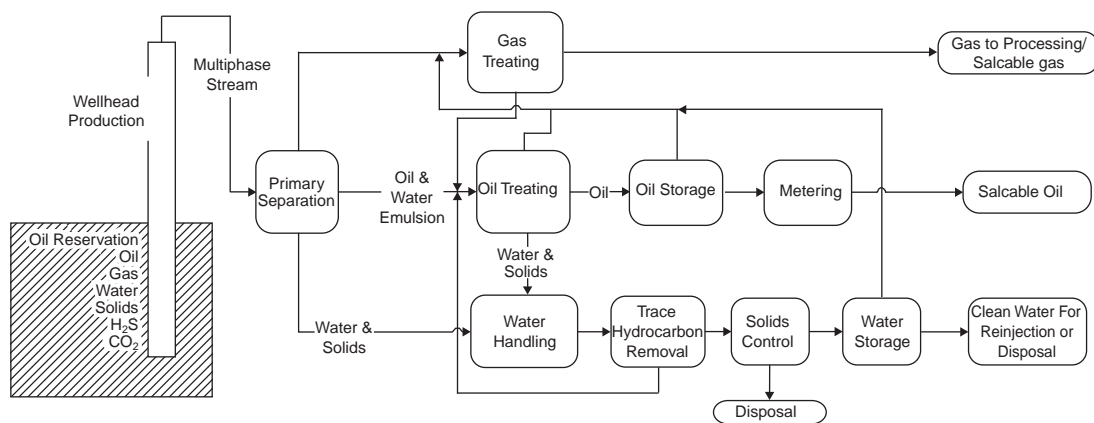 Gas
Treating
Gas to Processing/
Salcable gas
Multiphase
Stream
Wellhead
Production
Primary
Separation
Oil &
Water
Emulsion
Oil Treating
Oil
Oil Storage
Metering
Salcable Oil
Oil Reservation
Oil
Gas
Water
Solids
H₂S
CO₂
Water &
Solids
Water &
Solids
Water
Handling
Trace
Hydrocarbon
Removal
Solids
Control
Water
Storage
Clean Water For
Reinjection or
Disposal
Disposal